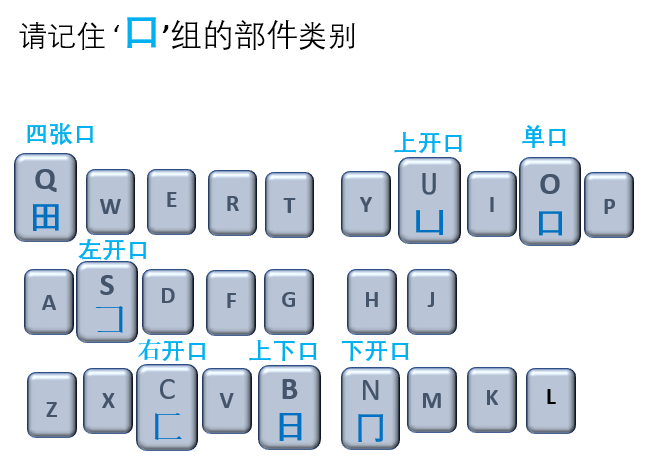 请记住‘口’组的部件类别
四张口 上开口 单口
Q W E R T Y U I O P
田 凵 口
左开口
A S D F G H J
コ
右开口 上下口 下开口
Z X C V B N M K L
匚 日 冂